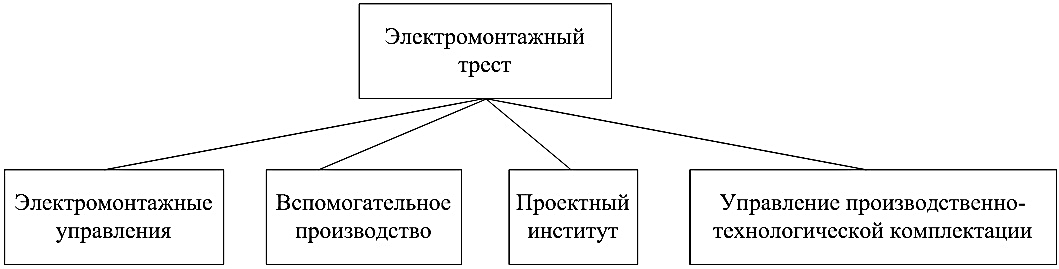 Электромонтажный
трест
Электромонтажные
управления
Вспомогательное
производство
Проектный
институт
Управление производственно-
технологической комплектации